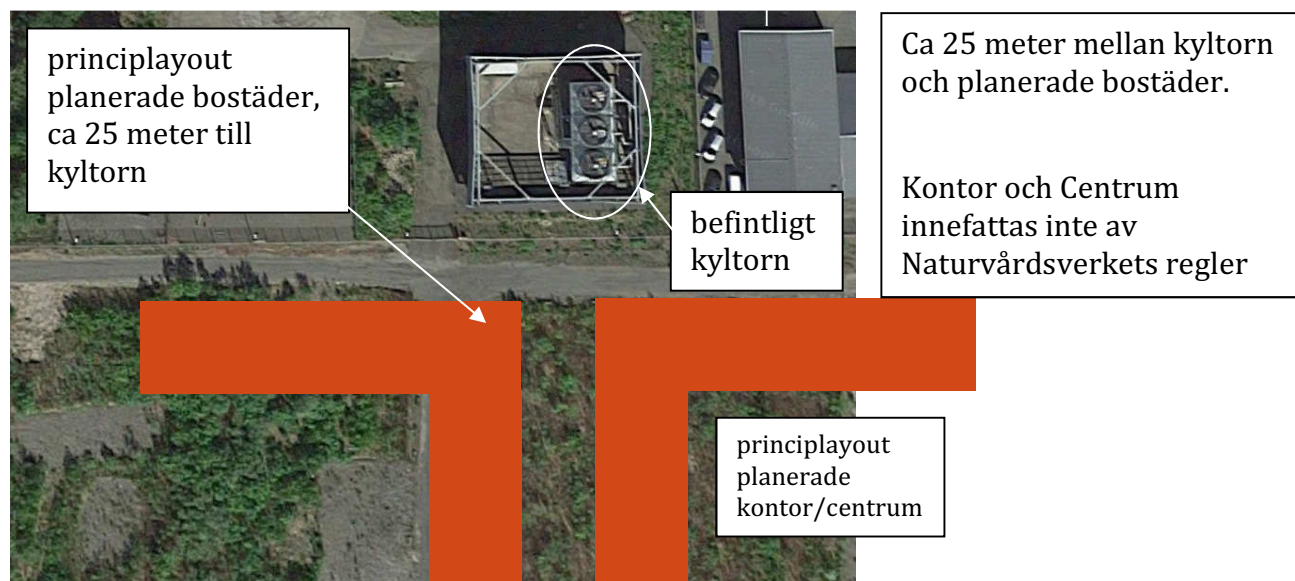 principlayout
planerade bostäder,
ca 25 meter till
kyltorn
befintligt
kyltorn
Ca 25 meter mellan kyltorn
och planerade bostäder.
Kontor och Centrum
innefattas inte av
Naturvårdsverkets regler
principlayout
planerade
kontor/centrum